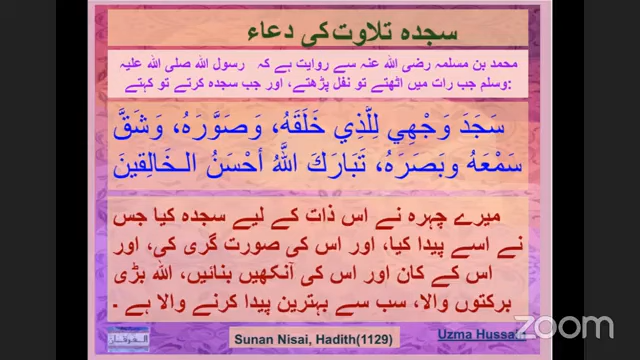 سجدہ تلاوت کی دعاء
محمد بن مسلمہ رضی اللہ عنہ سے روایت ہے کہ رسول اللہ صلی اللہ علیہ
وسلم جب رات میں اٹھتے تو نفل پڑھتے، اور جب سجدہ کرتے تو کہتے:
سَجَدَ وَجْهِي لِلَّذِي خَلَقَهُ، وَصَوَّرَهُ، وَشَقَّ
سَمْعَهُ وبَصَرَهُ، تَبَارَكَ اللَّهُ أحْسَنُ الـخَالِقِينَ
میرے چہرہ نے اس ذات کے لیے سجدہ کیا جس
نے اسے پیدا کیا، اور اس کی صورت گری کی، اور
اس کے کان اور اس کی آنکھیں بنائیں، اللہ بڑی
برکتوں والا، سب سے بہترین پیدا کرنے والا ہے ۔
Sunan Nisai, Hadith(1129)
Uzma
zoom